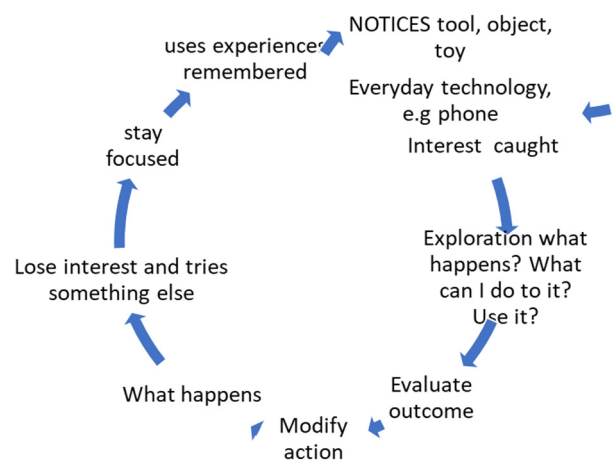 NOTICES tool, object,
toy
Everyday technology,
e.g phone
Interest caught
Exploration what
happens? What
can I do to it?
Use it?
Evaluate
outcome
Modify
action
What happens
Lose interest and tries
something else
stay
focused
uses experiences
remembered